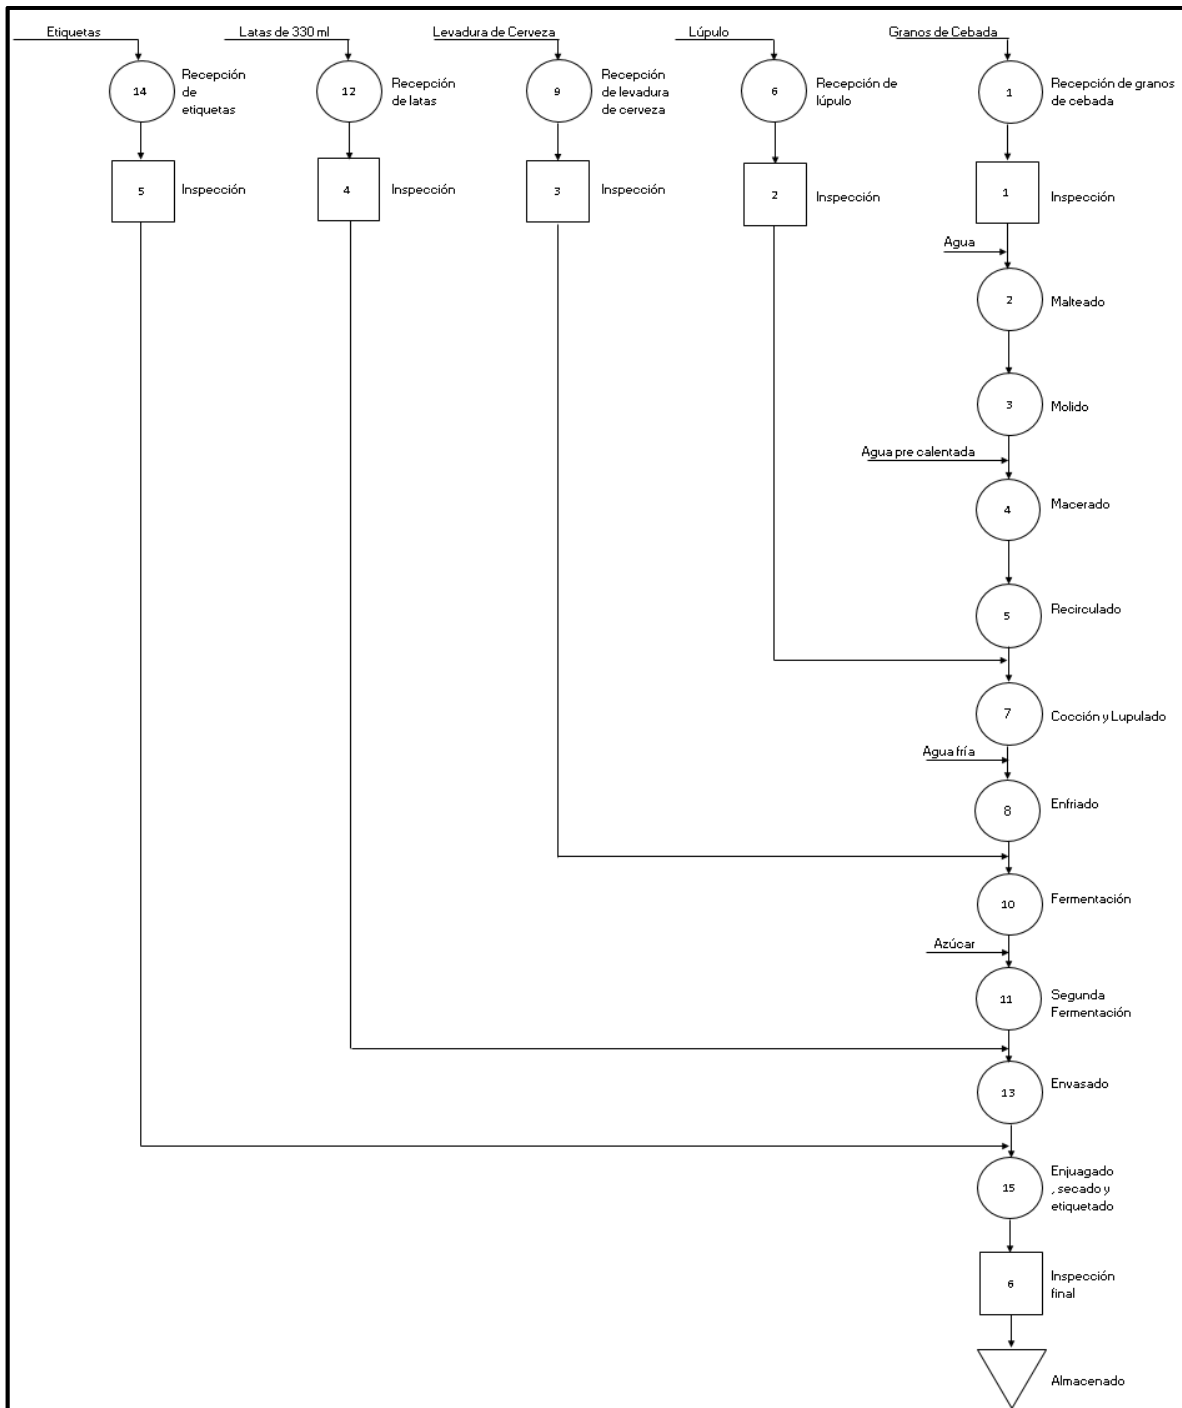 Etiquetas
Latas de 330 ml
Levadura de Cerveza
Lúpulo
Granos de Cebada
14
Recepción
de
etiquetas
12
Recepción
de latas
9
Recepción
de levadura
de cerveza
6
Recepción de
lúpulo
1
Recepción de granos
de cebada
5
Inspección
4
Inspección
3
Inspección
2
Inspección
1
Inspección
Agua
2
Malteado
3
Molido
Agua pre calentada
4
Macerado
5
Recirculado
7
Cocción y Lupulado
Agua fría
8
Enfriado
10
Fermentación
Azúcar
11
Segunda
Fermentación
13
Envasado
15
Enjuagado
, secado y
etiquetado
6
Inspección
final
Almacenado